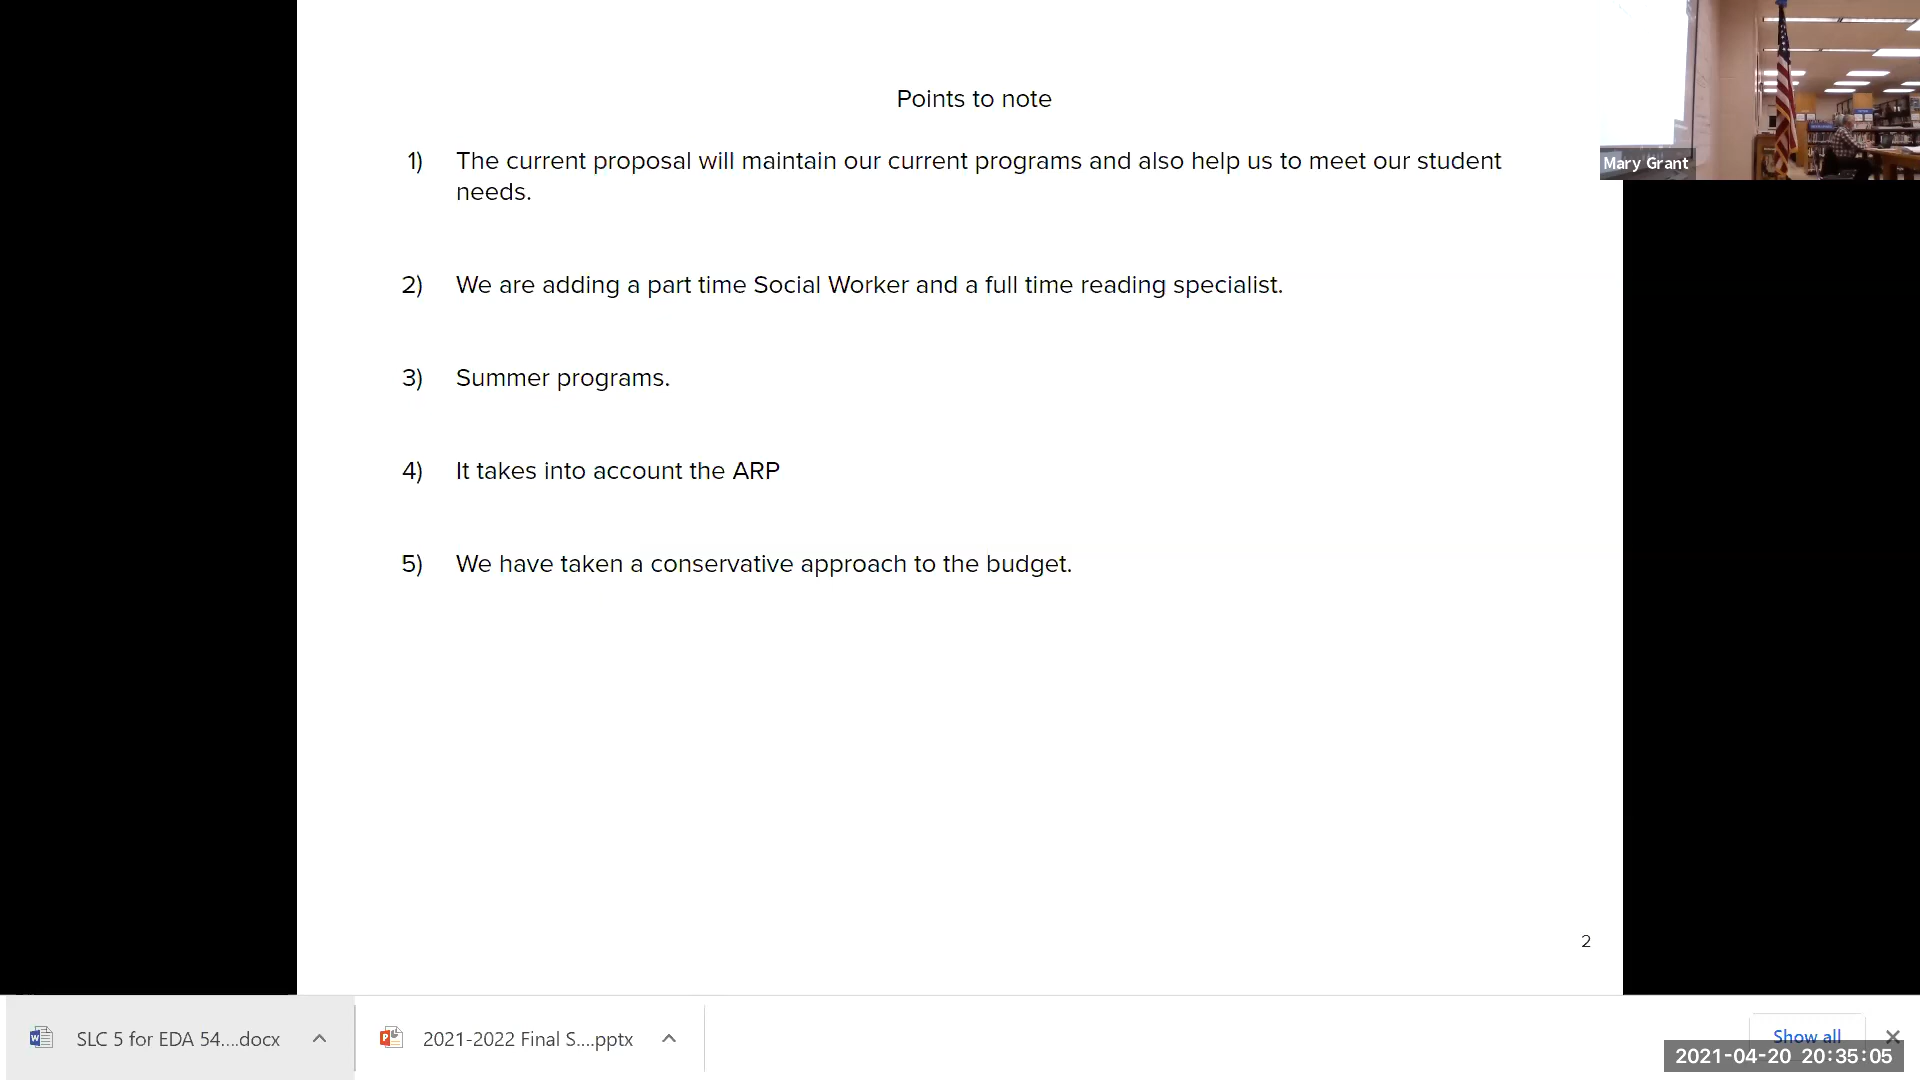 Points to note
1) The current proposal will maintain our current programs and also help us to meet our student
needs.
2) We are adding a part time Social Worker and a full time reading specialist.
3) Summer programs.
4) It takes into account the ARP
5) We have taken a conservative approach to the budget.
2
Mary Grant
SLC 5 for EDA 54....docx
2021-2022 Final S....pptx
Show all
2021-04-20 20:35:05